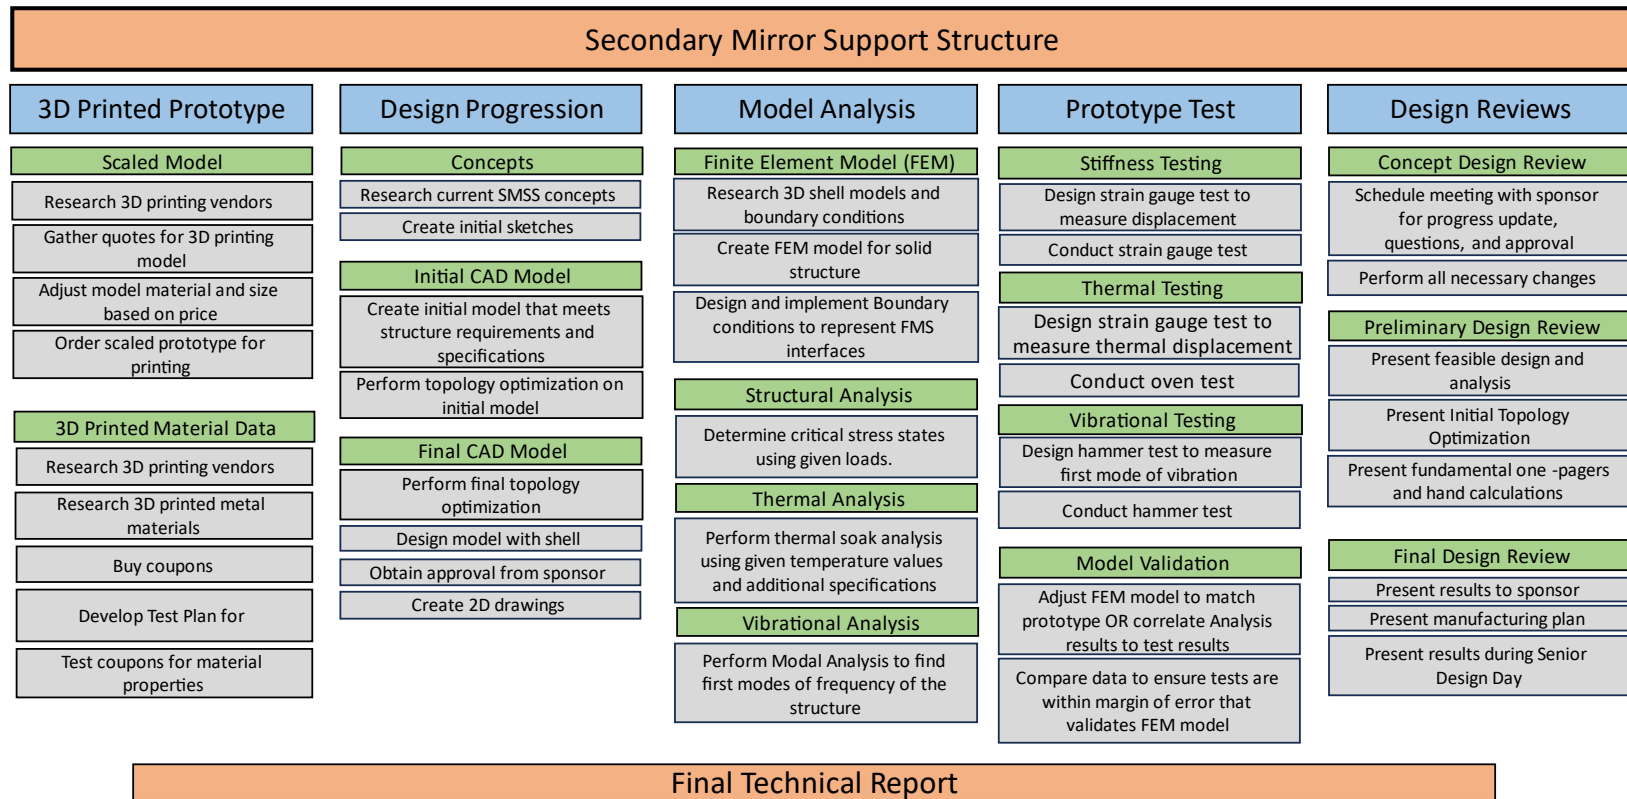 Secondary Mirror Support Structure
3D Printed Prototype
Scaled Model
Research 3D printing vendors
Gather quotes for 3D printing
model
Adjust model material and size
based on price
Order scaled prototype for
printing
3D Printed Material Data
Research 3D printing vendors
Research 3D printed metal
materials
Buy coupons
Develop Test Plan for
Test coupons for material
properties
Design Progression
Concepts
Research current SMSS concepts
Create initial sketches
Initial CAD Model
Create initial model that meets
structure requirements and
specifications
Perform topology optimization on
initial model
Final CAD Model
Perform final topology
optimization
Design model with shell
Obtain approval from sponsor
Create 2D drawings
Model Analysis
Finite Element Model (FEM)
Research 3D shell models and
boundary conditions
Create FEM model for solid
structure
Design and implement Boundary
conditions to represent FMS
interfaces
Structural Analysis
Determine critical stress states
using given loads.
Thermal Analysis
Perform thermal soak analysis
using given temperature values
and additional specifications
Vibrational Analysis
Perform Modal Analysis to find
first modes of frequency of the
structure
Prototype Test
Stiffness Testing
Design strain gauge test to
measure displacement
Conduct strain gauge test
Thermal Testing
Design strain gauge test to
measure thermal displacement
Conduct oven test
Vibrational Testing
Design hammer test to measure
first mode of vibration
Conduct hammer test
Model Validation
Adjust FEM model to match
prototype OR correlate Analysis
results to test results
Compare data to ensure tests are
within margin of error that
validates FEM model
Design Reviews
Concept Design Review
Schedule meeting with sponsor
for progress update,
questions, and approval
Perform all necessary changes
Preliminary Design Review
Present feasible design and
analysis
Present Initial Topology
Optimization
Present fundamental one -pagers
and hand calculations
Final Design Review
Present results to sponsor
Present manufacturing plan
Present results during Senior
Design Day
Final Technical Report